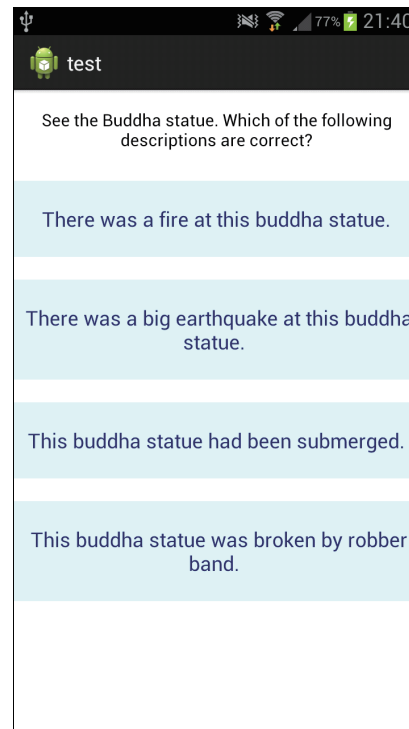 77% 21:40
test
See the Buddha statue. Which of the following
descriptions are correct?
There was a fire at this buddha statue.
There was a big earthquake at this buddha
statue.
This buddha statue had been submerged.
This buddha statue was broken by robber
band.